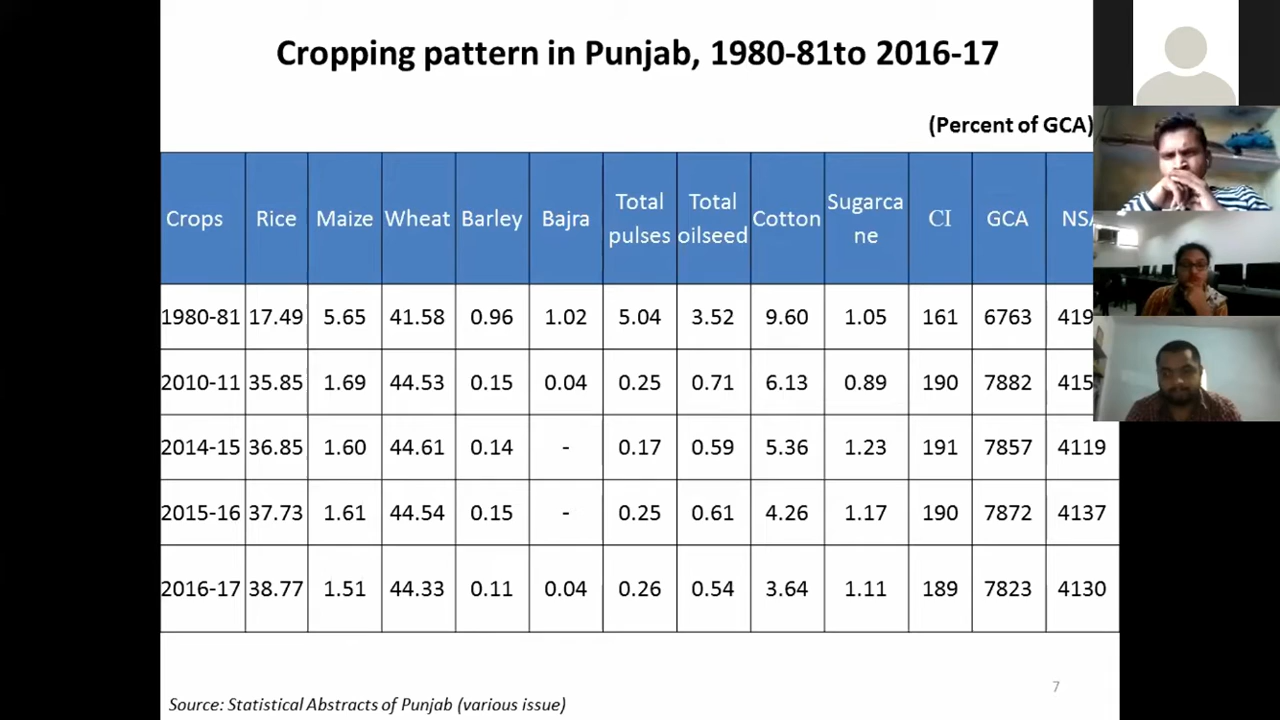 Cropping pattern in Punjab, 1980-81to 2016-17
(Percent of GCA)
Crops Rice Maize Wheat Barley Bajra Total pulses Total oilseed Cotton Sugarca ne CI GCA
1980-81 17.49 5.65 41.58 0.96 1.02 5.04 3.52 9.60 1.05 161 6763
2010-11 35.85 1.69 44.53 0.15 0.04 0.25 0.71 6.13 0.89 190 7882
2014-15 36.85 1.60 44.61 0.14 - 0.17 0.59 5.36 1.23 191 7857 4119
2015-16 37.73 1.61 44.54 0.15 - 0.25 0.61 4.26 1.17 190 7872 4137
2016-17 38.77 1.51 44.33 0.11 0.04 0.26 0.54 3.64 1.11 189 7823 4130
7
Source: Statistical Abstracts of Punjab (various issue)